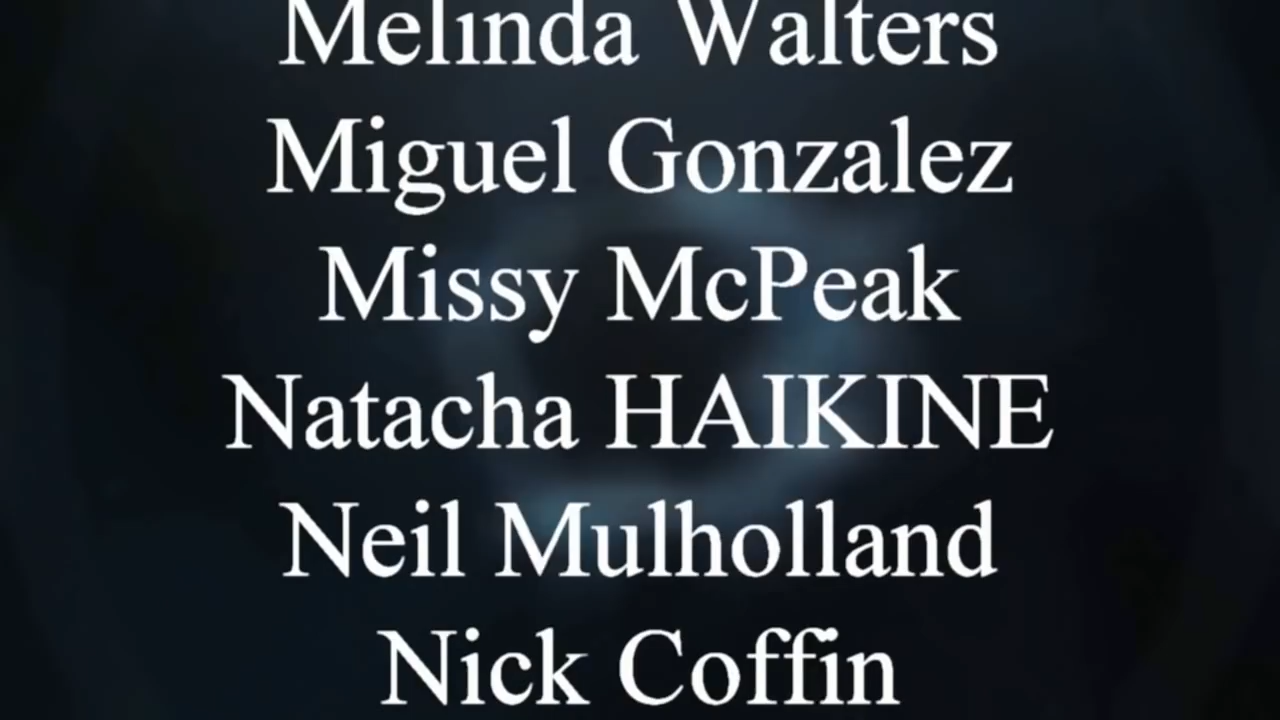 Melinda Walters
Miguel Gonzalez
Missy McPeak
Natacha HAIKINE
Neil Mulholland
Nick Coffin